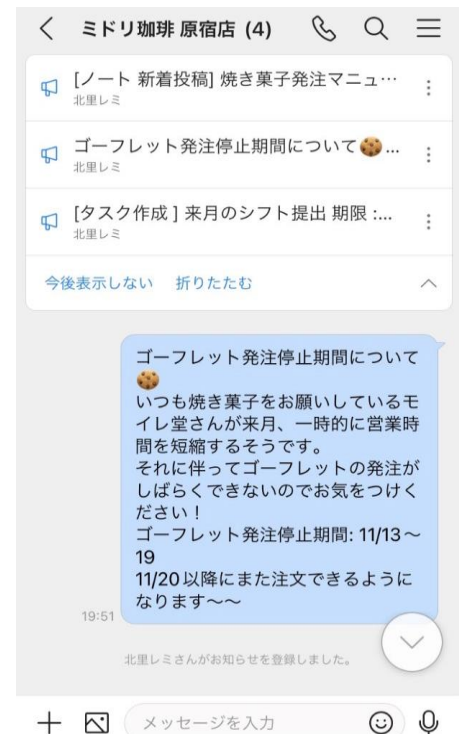 ミドリ珈琲 原宿店 (4)
[ノート 新着投稿] 焼き菓子発注マニュ…
北里レミ
ゴーフレット発注停止期間について🍪...
北里レミ
[タスク作成 ] 来月のシフト提出 期限 :...
北里レミ
今後表示しない 折りたたむ
ゴーフレット発注停止期間について
🍪
いつも焼き菓子をお願いしているモ
イレ堂さんが来月、一時的に営業時
間を短縮するそうです。
それに伴ってゴーフレットの発注が
しばらくできないのでお気をつけく
ださい！
ゴーフレット発注停止期間: 11/13～
19
11/20以降にまた注文できるように
なります〜〜
19:51
北里レミさんがお知らせを登録しました。
メッセージを入力